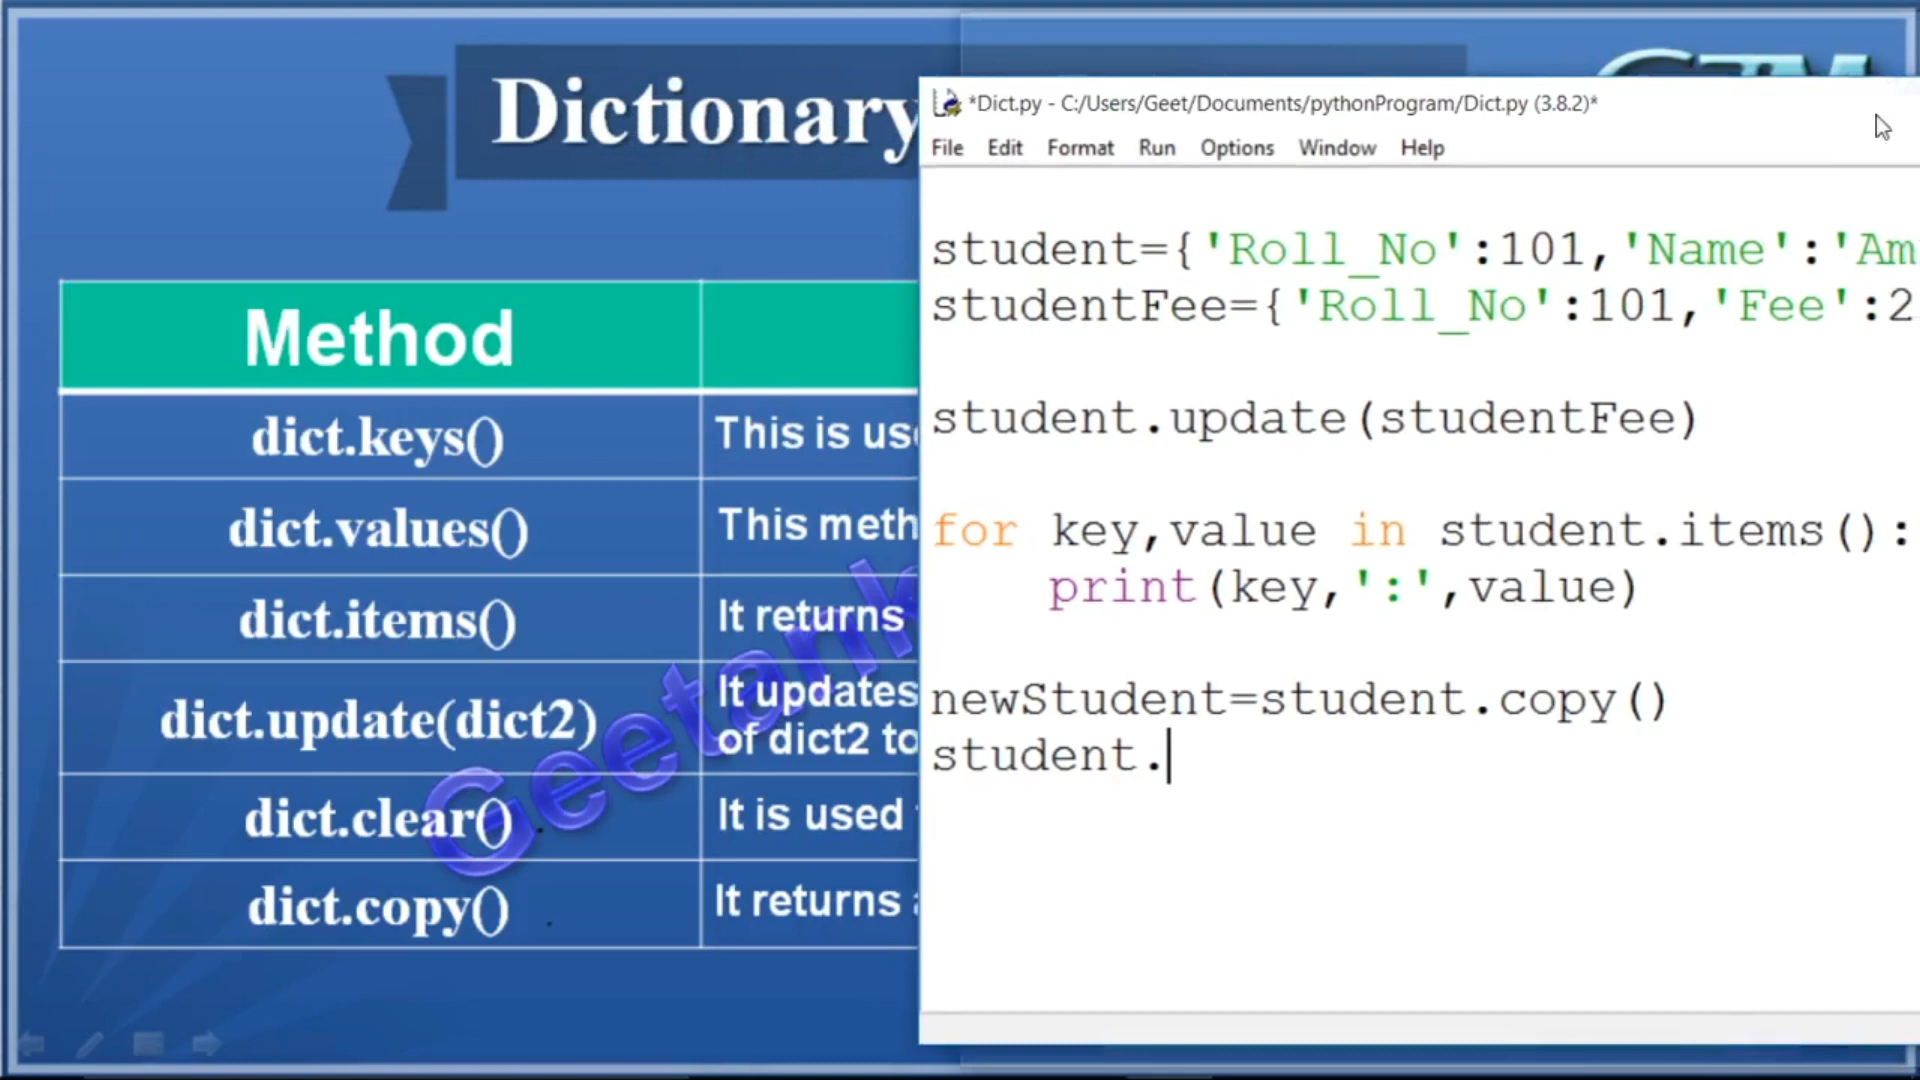 Dictionary
Method
dict.keys()
This is use
dict.values()
This meth
dict.items()
It returns
dict.update(dict2)
It updates
of dict2 to
dict.clear()
It is used
dict.copy()
It returns
Geetank
*Dict.py - C:/Users/Geet/Documents/pythonProgram/Dict.py (3.8.2)*
File Edit Format Run Options Window Help
student={'Roll_No':101,'Name':'Am
studentFee={'Roll_No':101,'Fee':2
student.update(studentFee)
for key,value in student.items():
print(key,':',value)
newStudent=student.copy()
student.